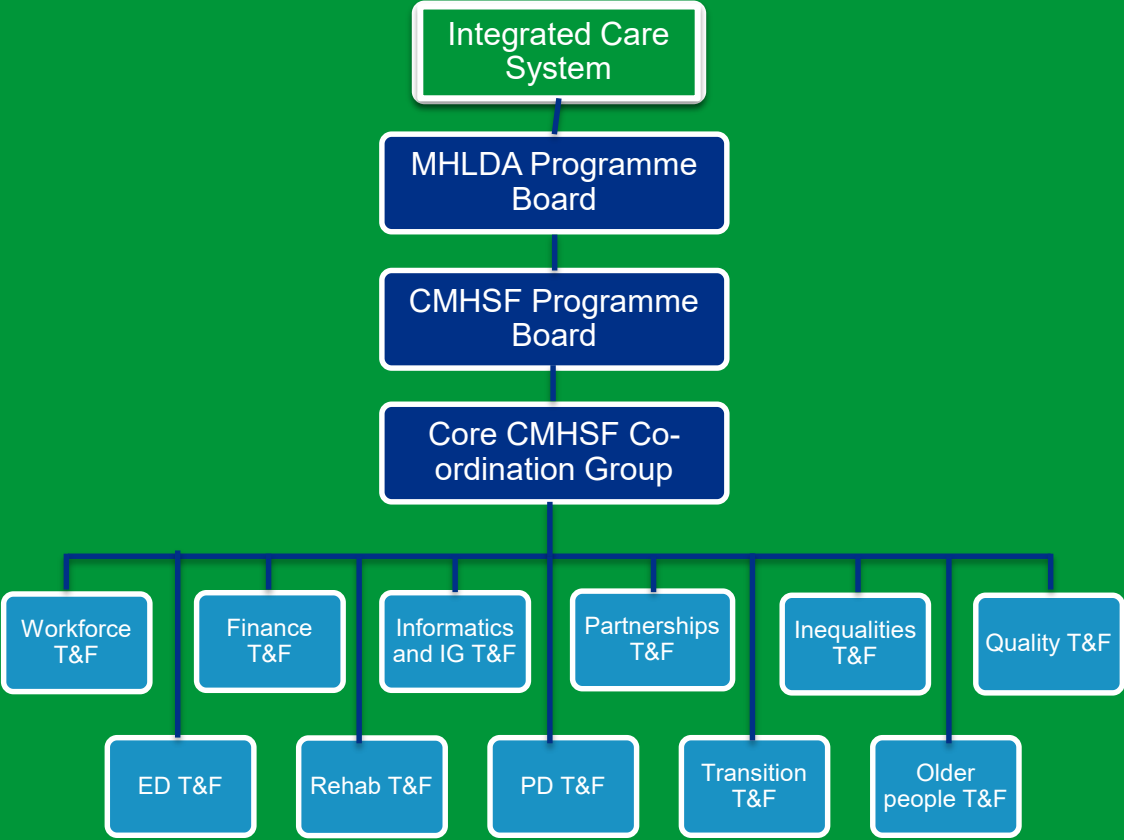 Integrated Care
System
MHLDA Programme
Board
CMHSF Programme
Board
Core CMHSF Co-
ordination Group
Workforce
T&F
Finance
T&F
Informatics
and IG T&F
Partnerships
T&F
Inequalities
T&F
Quality T&F
ED T&F
Rehab T&F
PD T&F
Transition
T&F
Older
people T&F